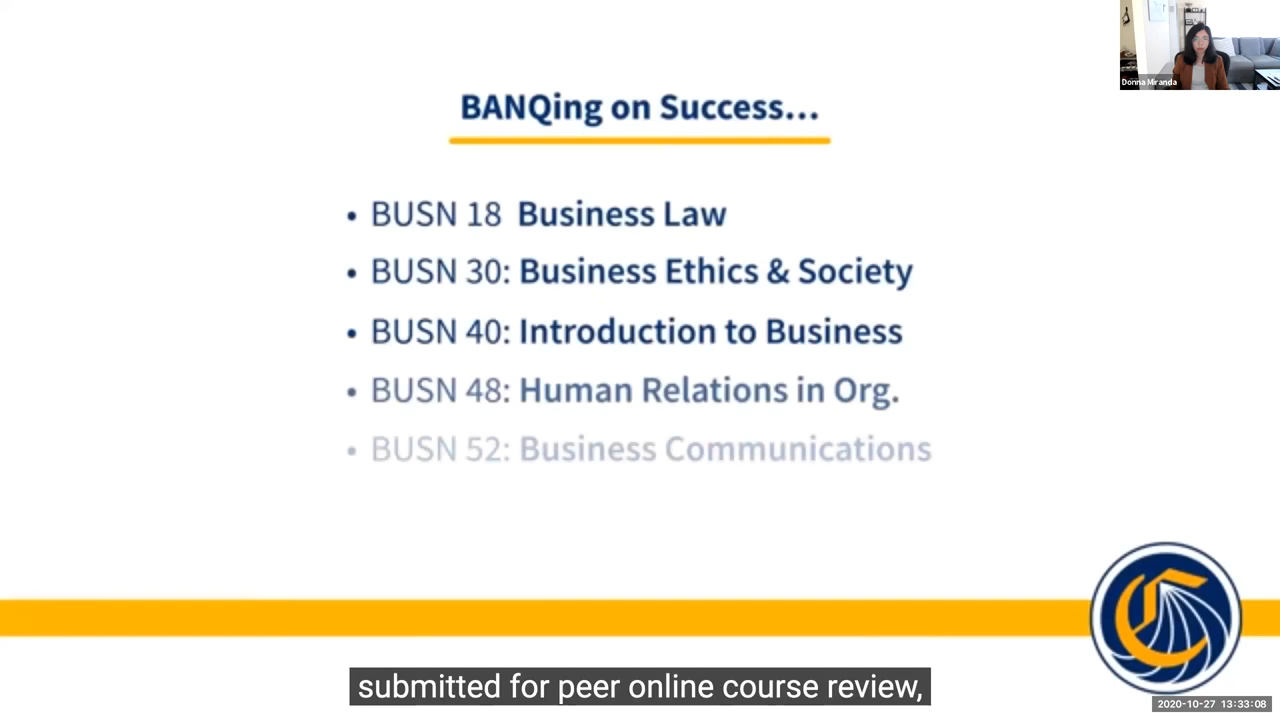 Donna Miranda
BANQing on Success...
• BUSN 18 Business Law
• BUSN 30: Business Ethics & Society
• BUSN 40: Introduction to Business
• BUSN 48: Human Relations in Org.
• BUSN 52: Business Communications
submitted for peer online course review,
2020-10-27 13:33:08